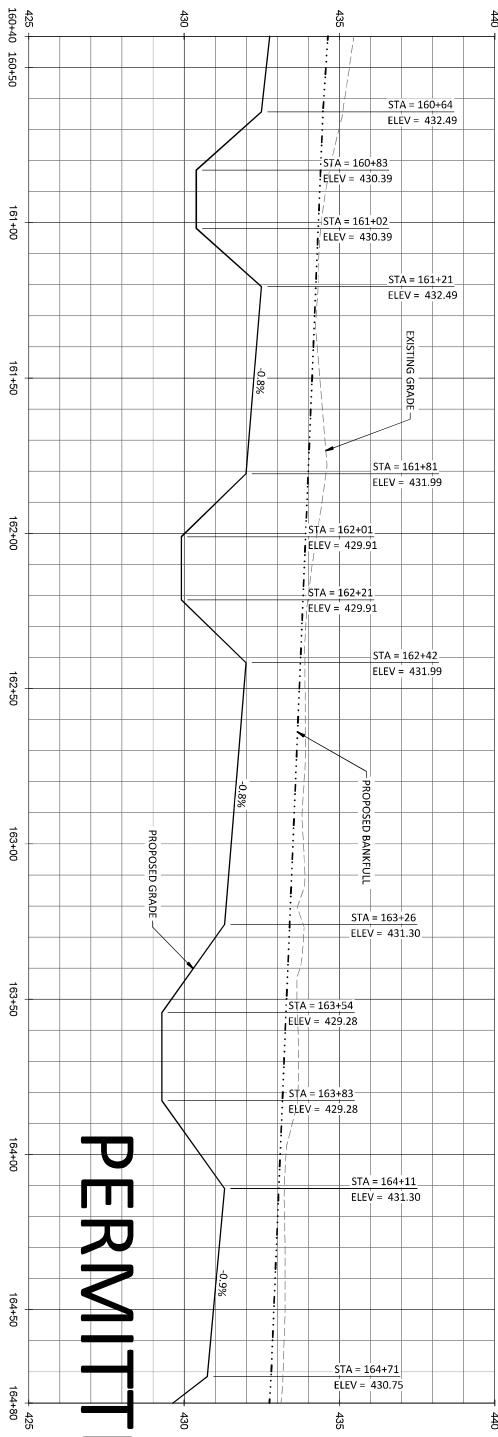 425
430
435
440
160+40
160+50
161+00
161+50
162+00
162+50
163+00
163+50
164+00
164+50
164+80
STA = 160+64
ELEV = 432.49
STA = 160+83
ELEV = 430.39
STA = 161+02
ELEV = 430.39
STA = 161+21
ELEV = 432.49
EXISTING GRADE
-0.8%
STA = 161+81
ELEV = 431.99
STA = 162+01
ELEV = 429.91
STA = 162+21
ELEV = 429.91
STA = 162+42
ELEV = 431.99
-0.8%
PROPOSED BANKFULL
PROPOSED GRADE
STA = 163+26
ELEV = 431.30
STA = 163+54
ELEV = 429.28
STA = 163+83
ELEV = 429.28
STA = 164+11
ELEV = 431.30
-0.9%
STA = 164+71
ELEV = 430.75
PERMITT
425
430
435
440